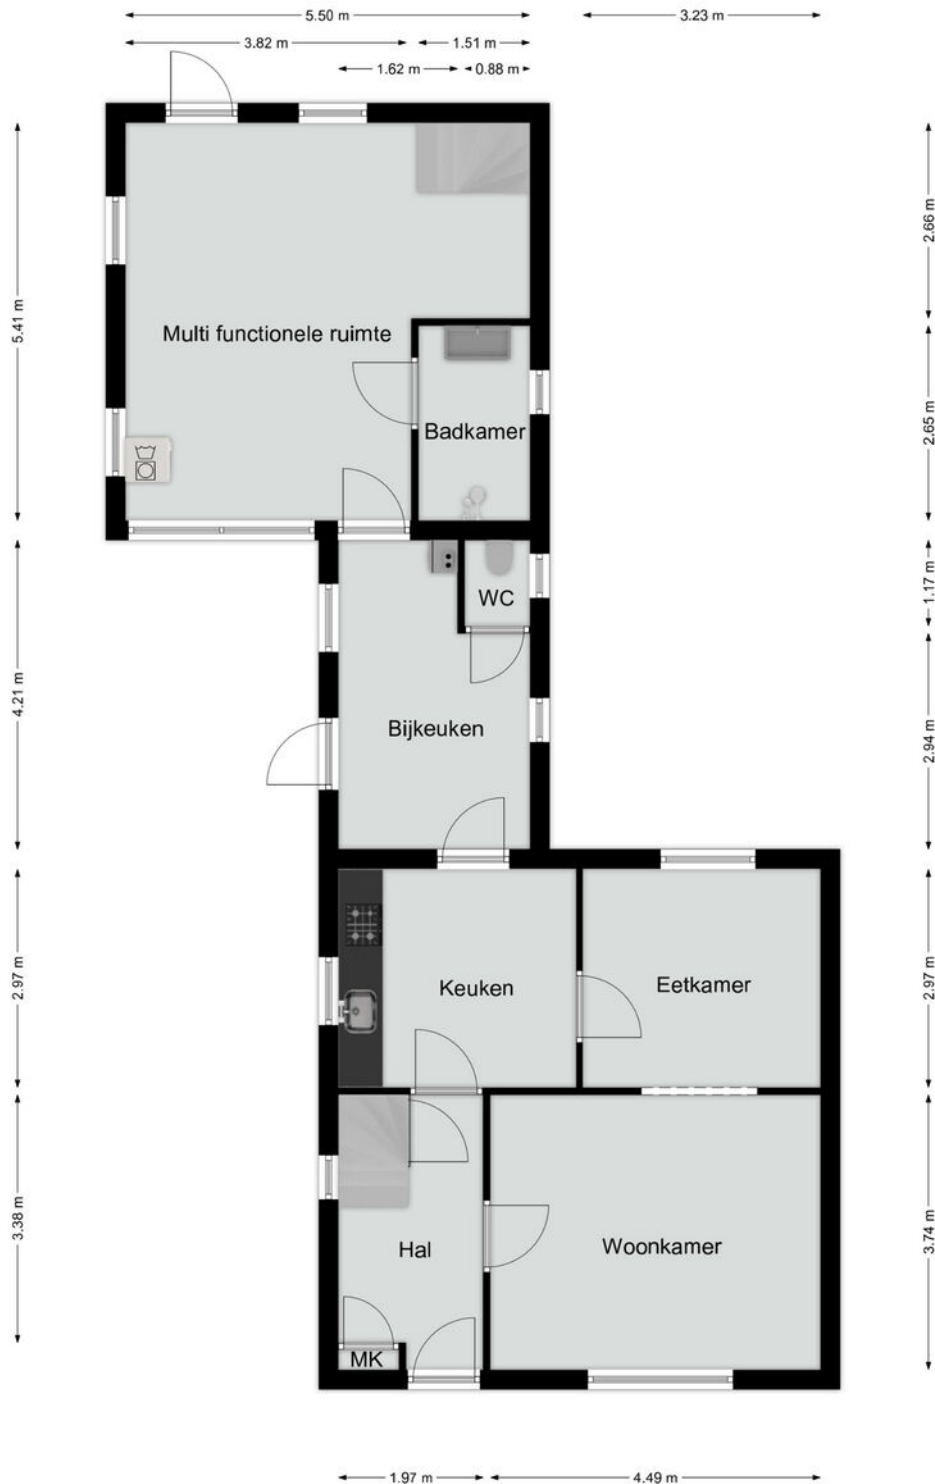 5.50 m
3.23 m
3.82 m
1.51 m
1.62 m
0.88 m
2.66 m
5.41 m
Multi functionele ruimte
2.65 m
Badkamer
1.17 m
WC
4.21 m
Bijkeuken
2.94 m
2.97 m
Keuken
Eetkamer
2.97 m
3.38 m
Hal
Woonkamer
3.74 m
MK
1.97 m
4.49 m